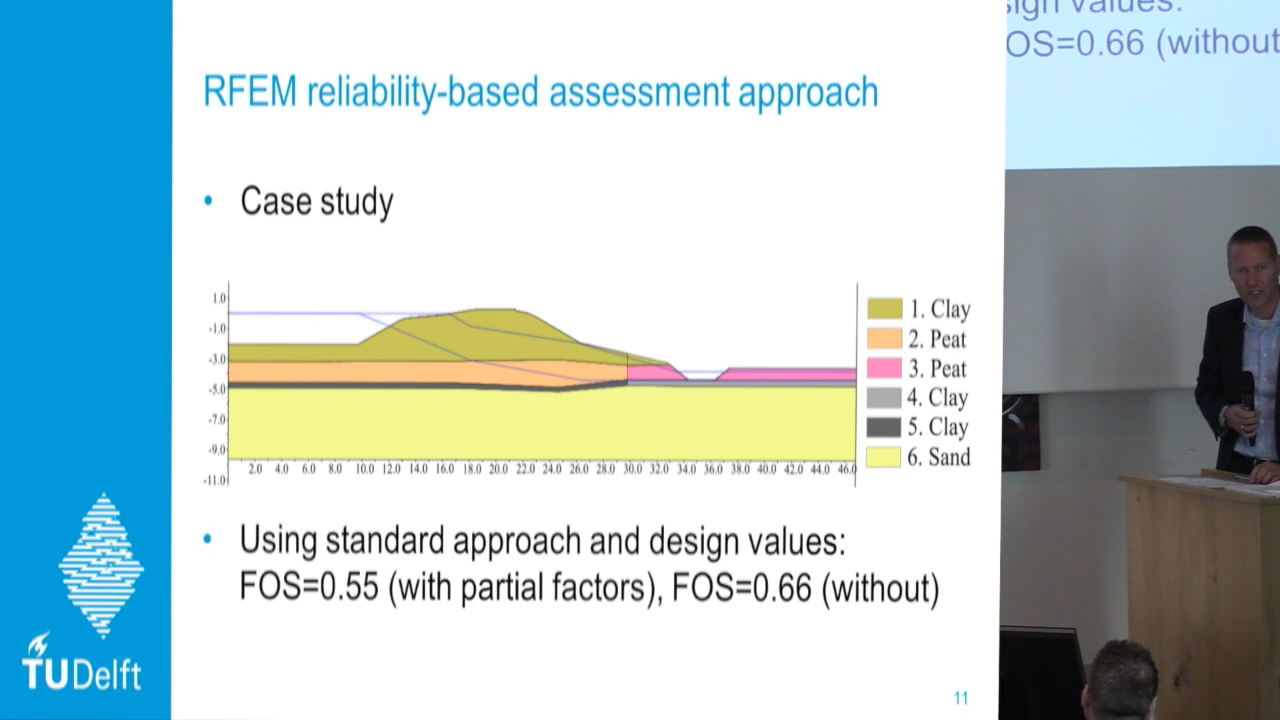 RFEM reliability-based assessment approach
• Case study
1.0
-1.0
-3.0
-5.0
-7.0
-9.0
-11.0
2.0 4.0 6.0 8.0 10.0 12.0 14.0 16.0 18.0 20.0 22.0 24.0 26.0 28.0 30.0 32.0 34.0 36.0 38.0 40.0 42.0 44.0 46.0
1. Clay
2. Peat
3. Peat
4. Clay
5. Clay
6. Sand
• Using standard approach and design values:
FOS=0.55 (with partial factors), FOS=0.66 (without)
TUDelft
11
sign values:
OS=0.66 (without